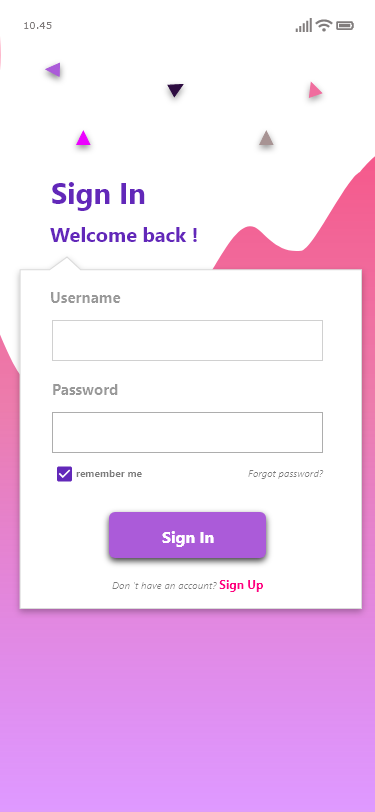 10.45
Sign In
Welcome back !
Username
Password
remember me
Forgot password?
Sign In
Don 't have an account? Sign Up